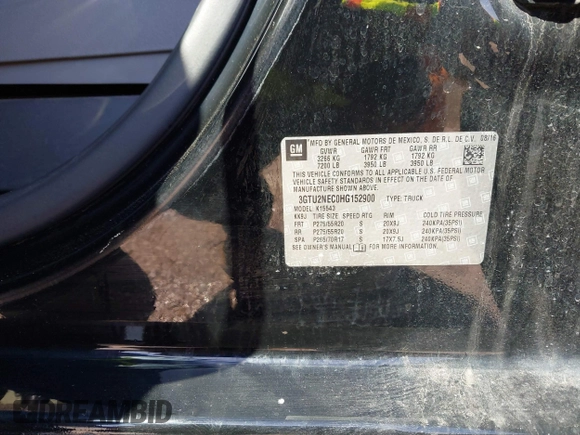 GM
MFD BY GENERAL MOTORS DE MEXICO, S. DE R.L. DE C.V. 08/16
GVWR GAWR FRT GAWR RR
3266 KG 1792 KG 1792 KG
7200 LB 3950 LB 3950 LB
THIS VEHICLE CONFORMS TO ALL APPLICABLE U.S. FEDERAL MOTOR
VEHICLE SAFETY STANDARDS IN EFFECT ON THE DATE OF
MANUFACTURE SHOWN ABOVE.
3GTU2NEC0HG152900 TYPE: TRUCK
MODEL: K15543
TIRE SIZE SPEED RTG RIM COLD TIRE PRESSURE
FRT P275/55R20 S 20X9J 240KPA(35PSI)
RR P275/55R20 S 20X9J 240KPA(35PSI)
SPA P265/70R17 S 17X7.5J 240KPA(35PSI)
SEE OWNER'S MANUAL FOR MORE INFORMATION.
DREAMBID